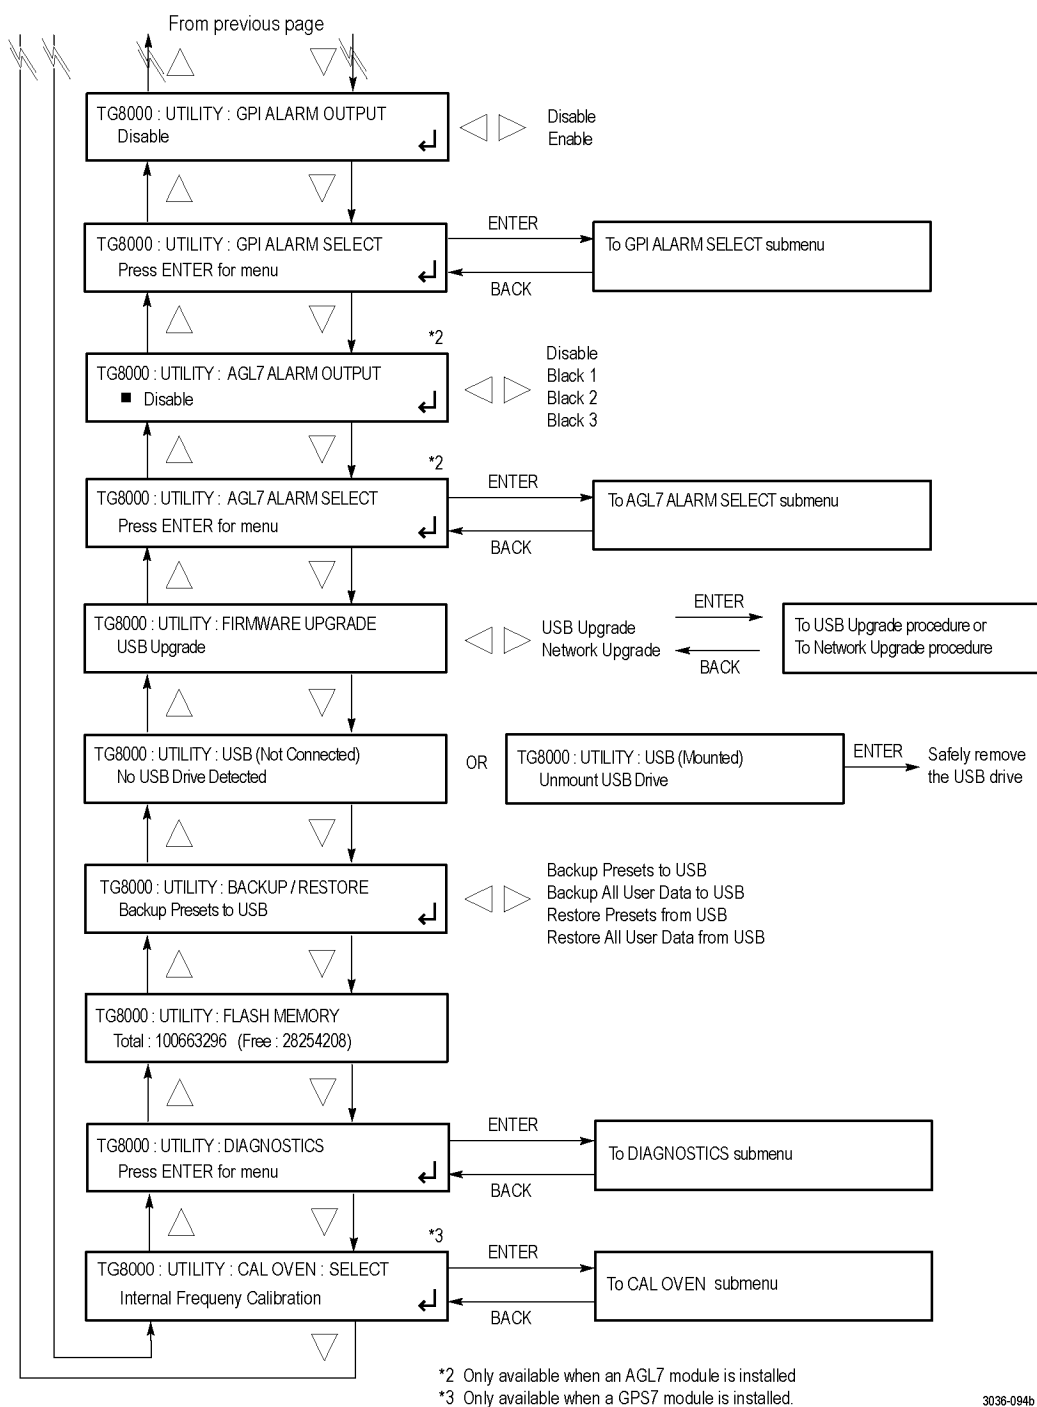 From previous page
TG8000 : UTILITY : GPI ALARM OUTPUT
Disable
Disable
Enable
TG8000 : UTILITY : GPI ALARM SELECT
Press ENTER for menu
ENTER
BACK
To GPI ALARM SELECT submenu
*2
TG8000 : UTILITY : AGL7 ALARM OUTPUT
■ Disable
Disable
Black 1
Black 2
Black 3
*2
TG8000 : UTILITY : AGL7 ALARM SELECT
Press ENTER for menu
ENTER
BACK
To AGL7 ALARM SELECT submenu
TG8000 : UTILITY : FIRMWARE UPGRADE
USB Upgrade
USB Upgrade
Network Upgrade
ENTER
BACK
To USB Upgrade procedure or
To Network Upgrade procedure
TG8000 : UTILITY : USB (Not Connected)
No USB Drive Detected
OR
TG8000 : UTILITY : USB (Mounted)
Unmount USB Drive
ENTER
Safely remove
the USB drive
TG8000 : UTILITY : BACKUP / RESTORE
Backup Presets to USB
Backup Presets to USB
Backup All User Data to USB
Restore Presets from USB
Restore All User Data from USB
TG8000 : UTILITY : FLASH MEMORY
Total : 100663296 (Free : 28254208)
TG8000 : UTILITY : DIAGNOSTICS
Press ENTER for menu
ENTER
BACK
To DIAGNOSTICS submenu
*3
TG8000 : UTILITY : CAL OVEN : SELECT
Internal Frequeny Calibration
ENTER
BACK
To CAL OVEN submenu
*2 Only available when an AGL7 module is installed
*3 Only available when a GPS7 module is installed.
3036-094b